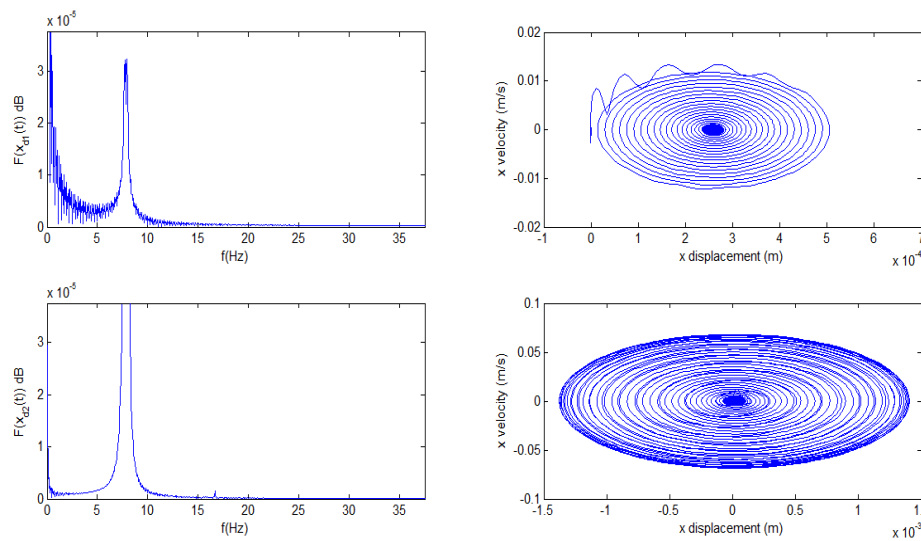 x 10^-5
3
2
1
0
F(x_d1(t)) dB
0 5 10 15 20 25 30 35
f(Hz)
0.02
0.01
0
-0.01
-0.02
x velocity (m/s)
-1 0 1 2 3 4 5 6 7
x displacement (m)
x 10^-4
x 10^-5
3
2
1
0
F(x_d2(t)) dB
0 5 10 15 20 25 30 35
f(Hz)
0.1
0.05
0
-0.05
-0.1
x velocity (m/s)
-1.5 -1 -0.5 0 0.5 1
x displacement (m)
x 10^-3